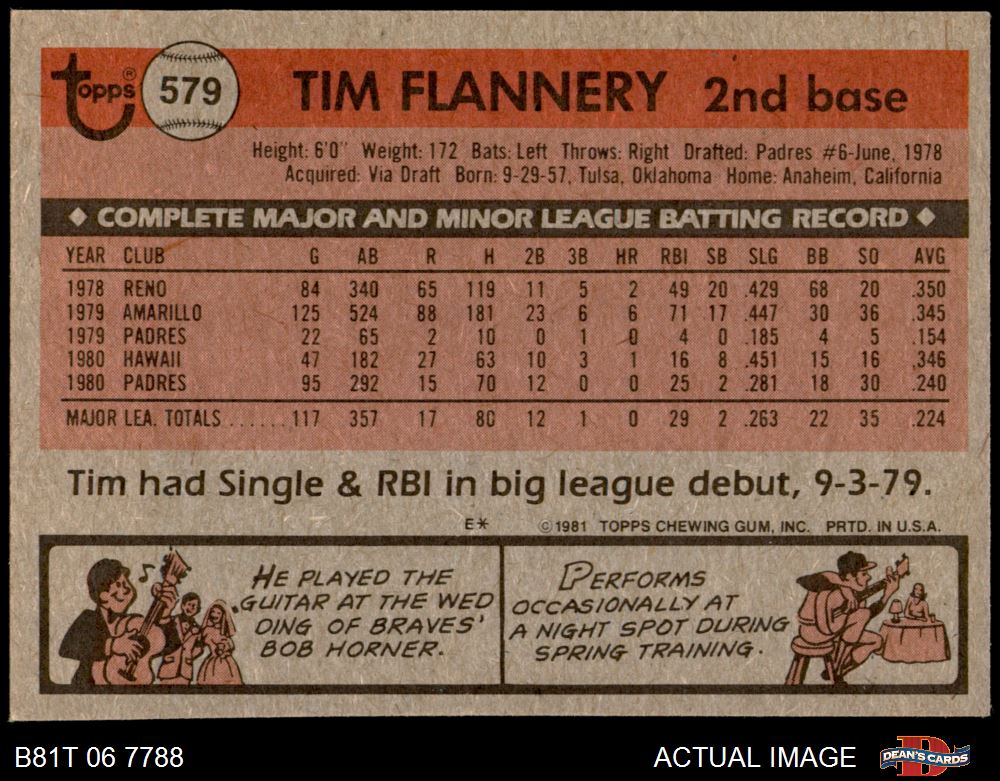 topps® 579 TIM FLANNERY 2nd base
Height: 6'0" Weight: 172 Bats: Left Throws: Right Drafted: Padres #6-June, 1978
Acquired: Via Draft Born: 9-29-57, Tulsa, Oklahoma Home: Anaheim, California
♦ COMPLETE MAJOR AND MINOR LEAGUE BATTING RECORD ♦
YEAR CLUB G AB R H 2B 3B HR RBI SB SLG BB SO AVG
1978 RENO 84 340 65 119 11 5 2 49 20 .429 68 20 .350
1979 AMARILLO 125 524 88 181 23 6 6 71 17 .447 30 36 .345
1979 PADRES 22 65 2 10 0 1 0 4 0 .185 4 5 .154
1980 HAWAII 47 182 27 63 10 3 1 16 8 .451 15 16 .346
1980 PADRES 95 292 15 70 12 0 0 25 2 .281 18 30 .240
MAJOR LEA. TOTALS ......117 357 17 80 12 1 0 29 2 .263 22 35 .224
Tim had Single & RBI in big league debut, 9-3-79.
E* ©1981 TOPPS CHEWING GUM, INC. PRTD. IN U.S.A.
HE PLAYED THE
GUITAR AT THE WED
DING OF BRAVES'
BOB HORNER.
PERFORMS
OCCASIONALLY AT
A NIGHT SPOT DURING
SPRING TRAINING.
B81T 06 7788 ACTUAL IMAGE DEAN'S CARDS